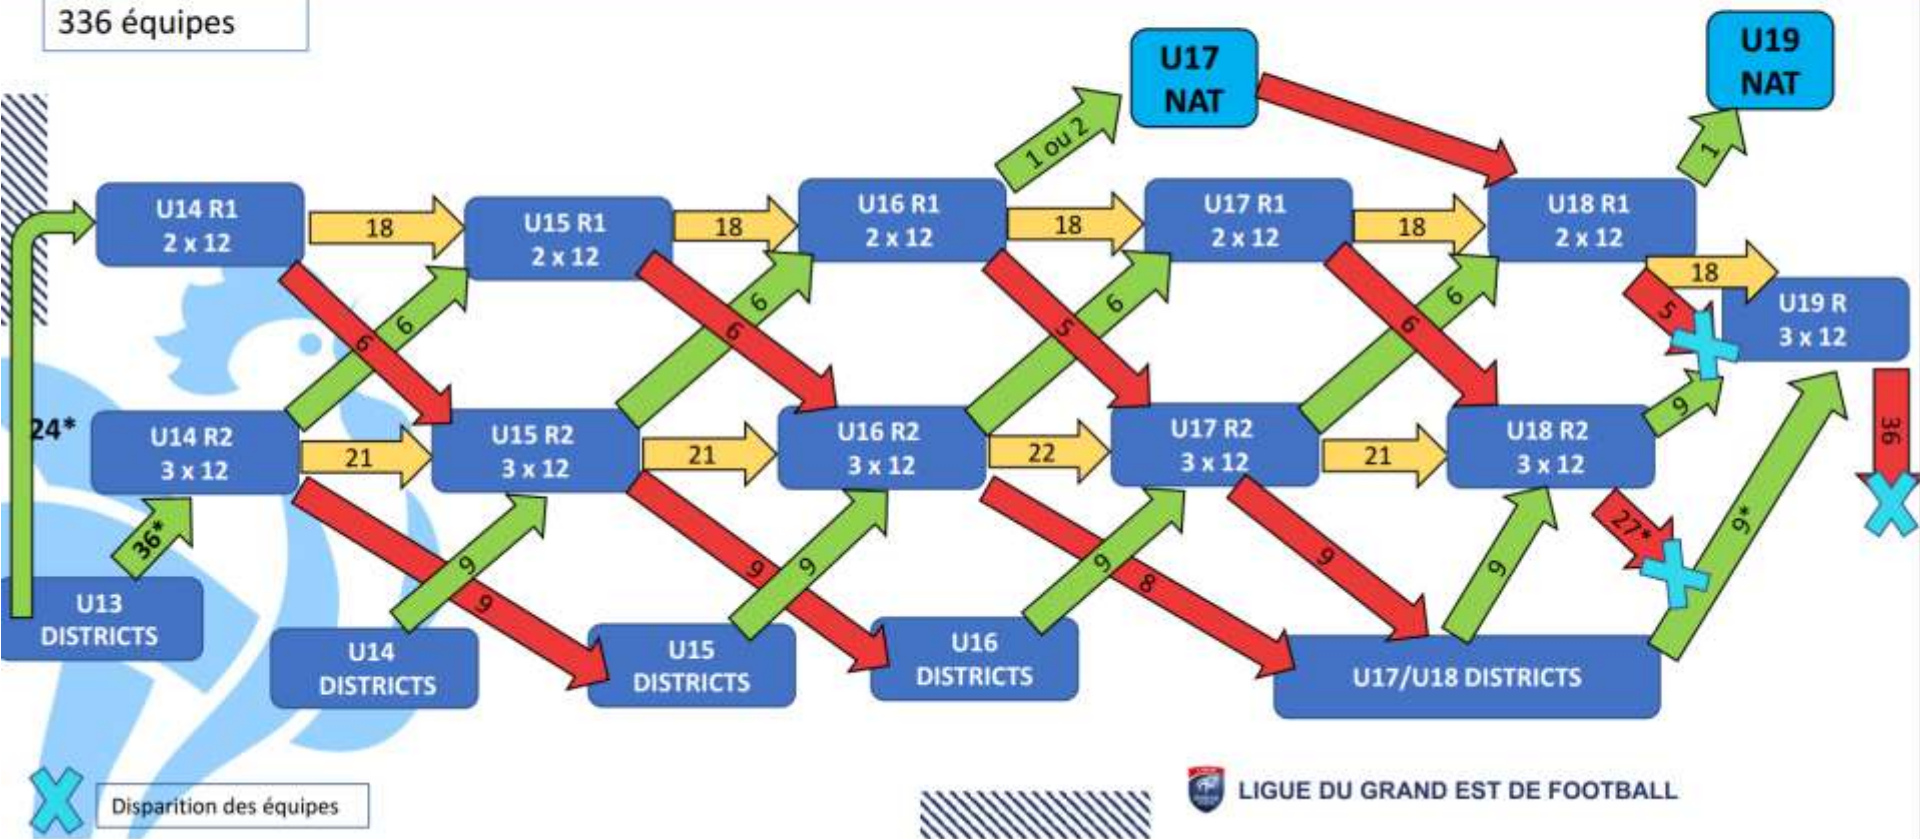 336 équipes
U17
NAT
U19
NAT
1 ou 2
1
U14 R1
2 x 12
18
U15 R1
2 x 12
18
U16 R1
2 x 12
18
U17 R1
2 x 12
18
U18 R1
2 x 12
18
U19 R
3 x 12
6
6
6
6
5
6
6
6
5
9
36
24*
U14 R2
3 x 12
21
U15 R2
3 x 12
21
U16 R2
3 x 12
22
U17 R2
3 x 12
21
U18 R2
3 x 12
36*
9
9
9
9
9
8
9
9
27*
9*
U13
DISTRICTS
U14
DISTRICTS
U15
DISTRICTS
U16
DISTRICTS
U17/U18 DISTRICTS
Disparition des équipes
LIGUE DU GRAND EST DE FOOTBALL